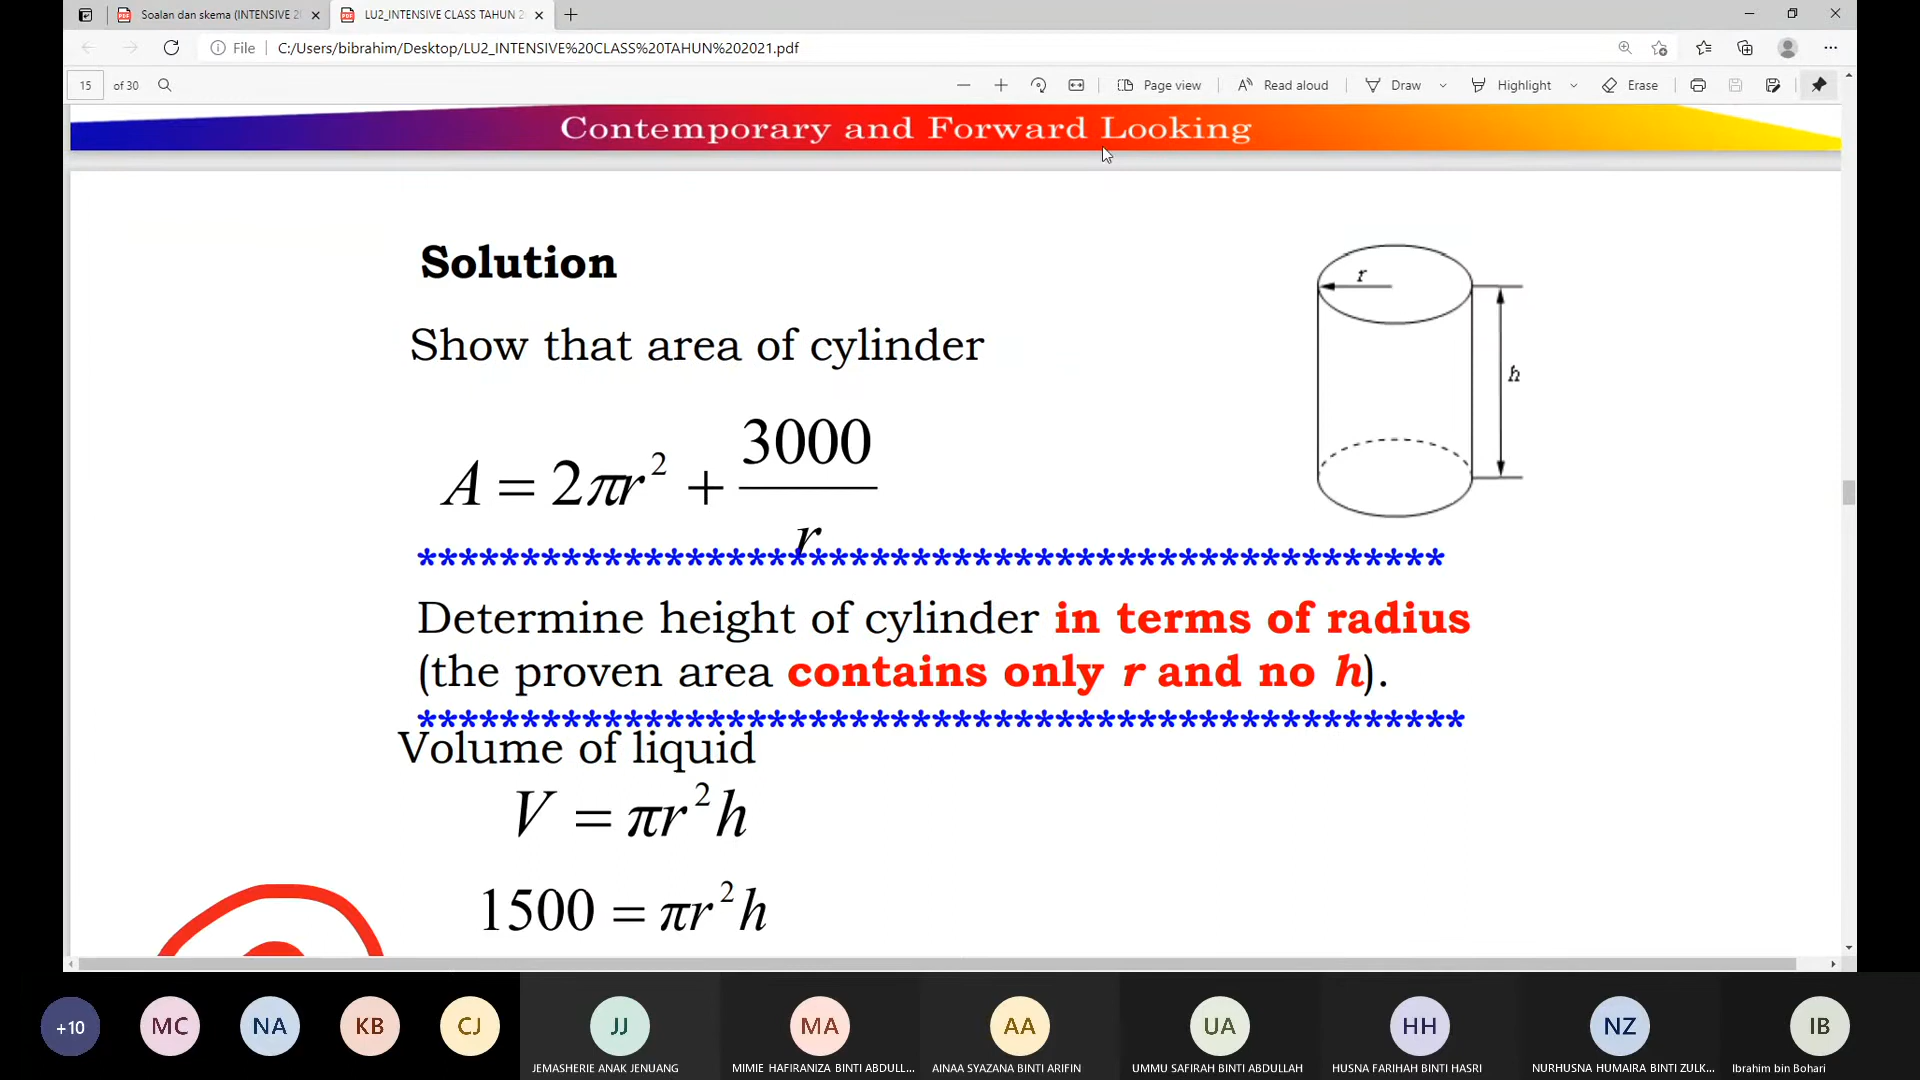 Soalan dan skema (INTENSIVE 2
LU2_INTENSIVE CLASS TAHUN 2
File
C:/Users/bibrahim/Desktop/LU2_INTENSIVE%20CLASS%20TAHUN%202021.pdf
15 of 30
Page view
Read aloud
Draw
Highlight
Erase
Contemporary and Forward Looking
Solution
Show that area of cylinder
A = 2πr² + 3000/r
r
h
**************************************************
Determine height of cylinder in terms of radius
(the proven area contains only r and no h).
***************************************************
Volume of liquid
V = πr²h
1500 = πr²h
+10
MC
NA
KB
CJ
JJ
MA
AA
UA
HH
NZ
IB
JEMASHERIE ANAK JENUANG
MIMIE HAFIRANIZA BINTI ABDULL...
AINAA SYAZANA BINTI ARIFIN
UMMU SAFIRAH BINTI ABDULLAH
HUSNA FARIHAH BINTI HASRI
NURHUSNA HUMAIRA BINTI ZULK...
Ibrahim bin Bohari